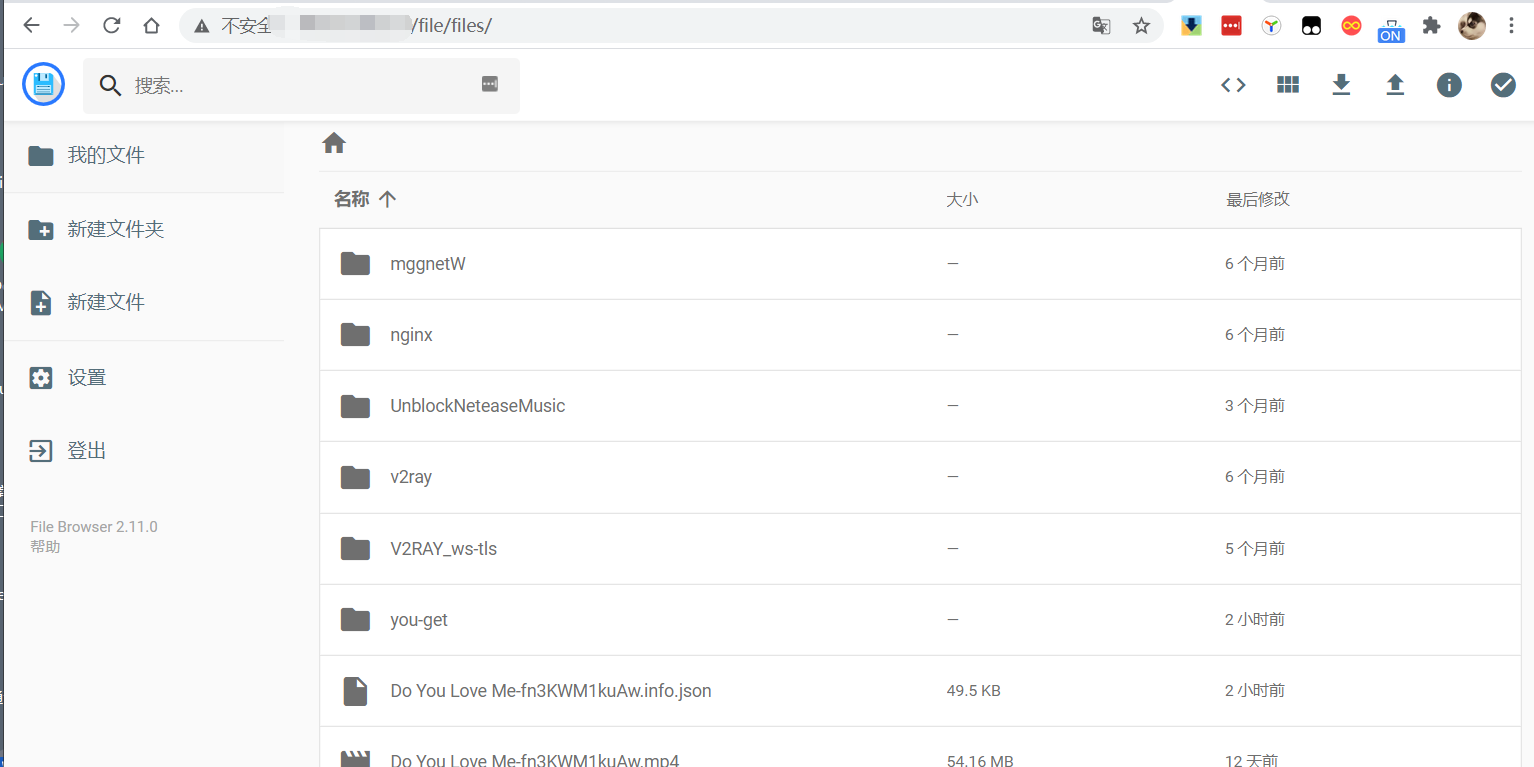 不安全 /file/files/
ON
搜索...
我的文件
新建文件夹
新建文件
设置
登出
File Browser 2.11.0
帮助
名称 大小 最后修改
mggnetW — 6 个月前
nginx — 6 个月前
UnblockNeteaseMusic — 3 个月前
v2ray — 6 个月前
V2RAY_ws-tls — 5 个月前
you-get — 2 小时前
Do You Love Me-fn3KWM1kuAw.info.json 49.5 KB 2 小时前
Do You Love Me-fn3KWM1kuAw.mp4 54.16 MB 12 天前